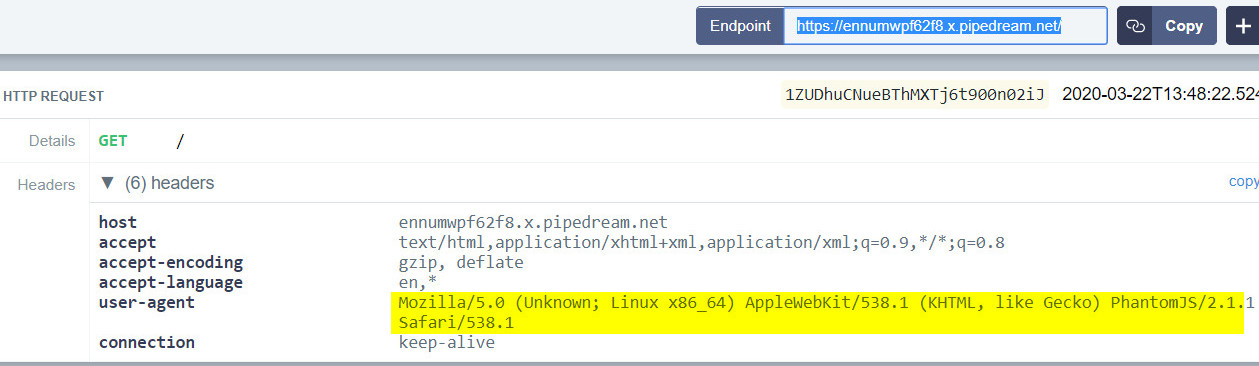 Endpoint https://ennumwpf62f8.x.pipedream.net/ Copy +
HTTP REQUEST 1ZUDhuCNueBThMXTj6t900n02iJ 2020-03-22T13:48:22.524
Details GET /
Headers ▼ (6) headers copy
host ennumwpf62f8.x.pipedream.net
accept text/html,application/xhtml+xml,application/xml;q=0.9,*/*;q=0.8
accept-encoding gzip, deflate
accept-language en,*
user-agent Mozilla/5.0 (Unknown; Linux x86_64) AppleWebKit/538.1 (KHTML, like Gecko) PhantomJS/2.1.1
Safari/538.1
connection keep-alive